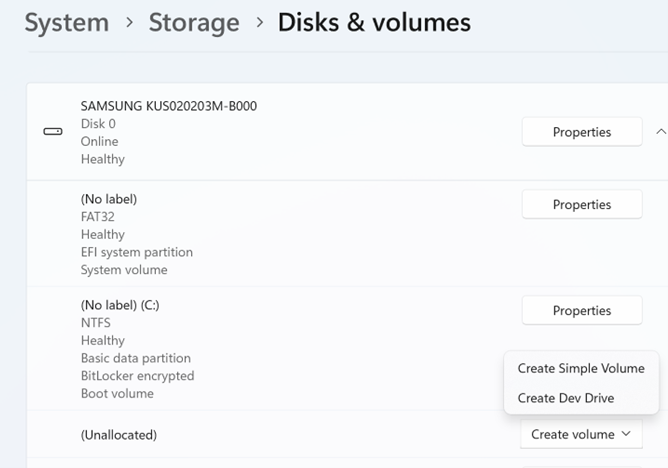 System > Storage > Disks & volumes
SAMSUNG KUS020203M-B000
Disk 0
Online
Healthy
Properties
(No label)
FAT32
Healthy
EFI system partition
System volume
Properties
(No label) (C:)
NTFS
Healthy
Basic data partition
BitLocker encrypted
Boot volume
Properties
Create Simple Volume
Create Dev Drive
(Unallocated)
Create volume